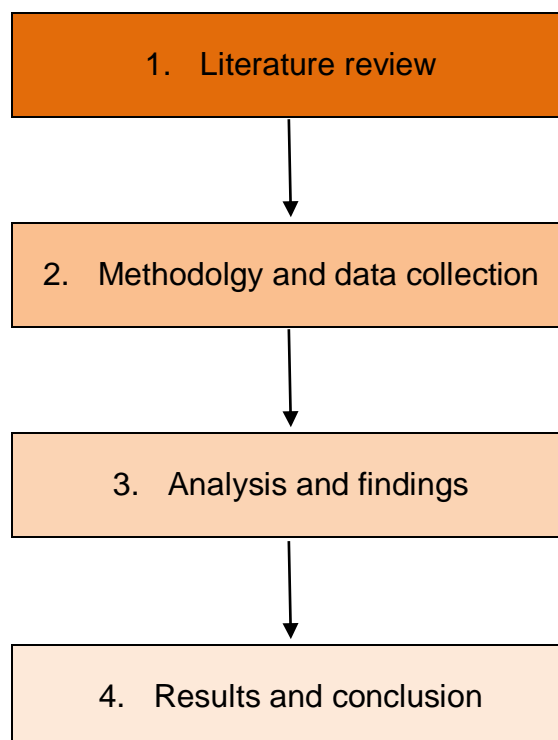 1. Literature review
2. Methodolgy and data collection
3. Analysis and findings
4. Results and conclusion